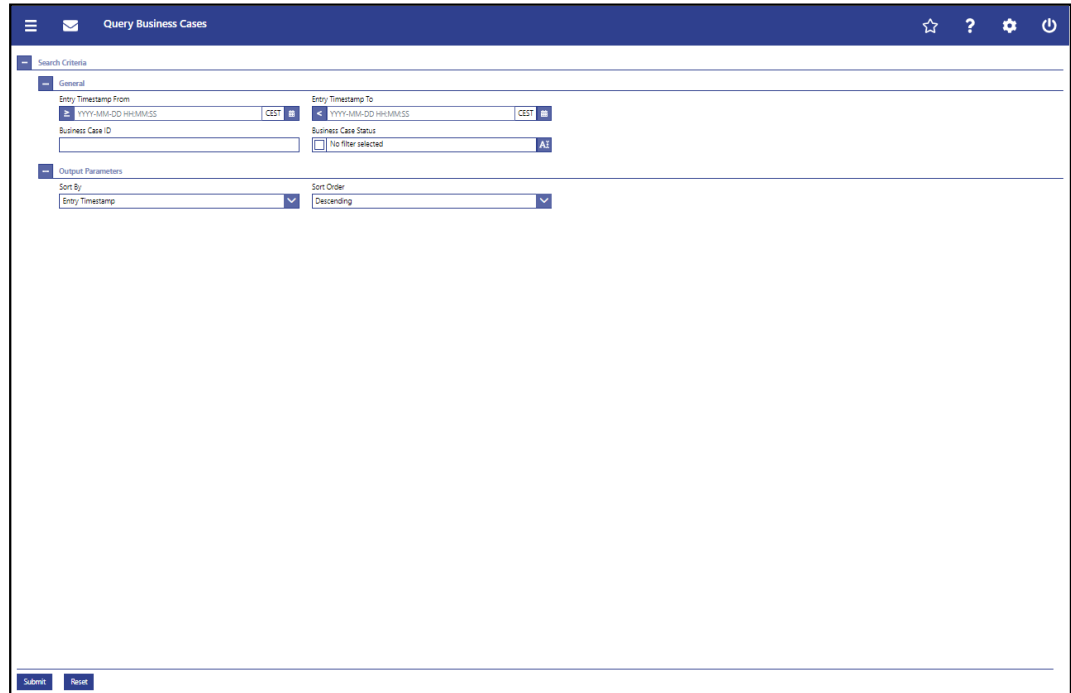 Query Business Cases
?
Search Criteria
General
Entry Timestamp From
Entry Timestamp To
≥ YYYY-MM-DD HH:MM:SS CEST
< YYYY-MM-DD HH:MM:SS CEST
Business Case ID
Business Case Status
No filter selected
Output Parameters
Sort By
Sort Order
Entry Timestamp
Descending
Submit Reset